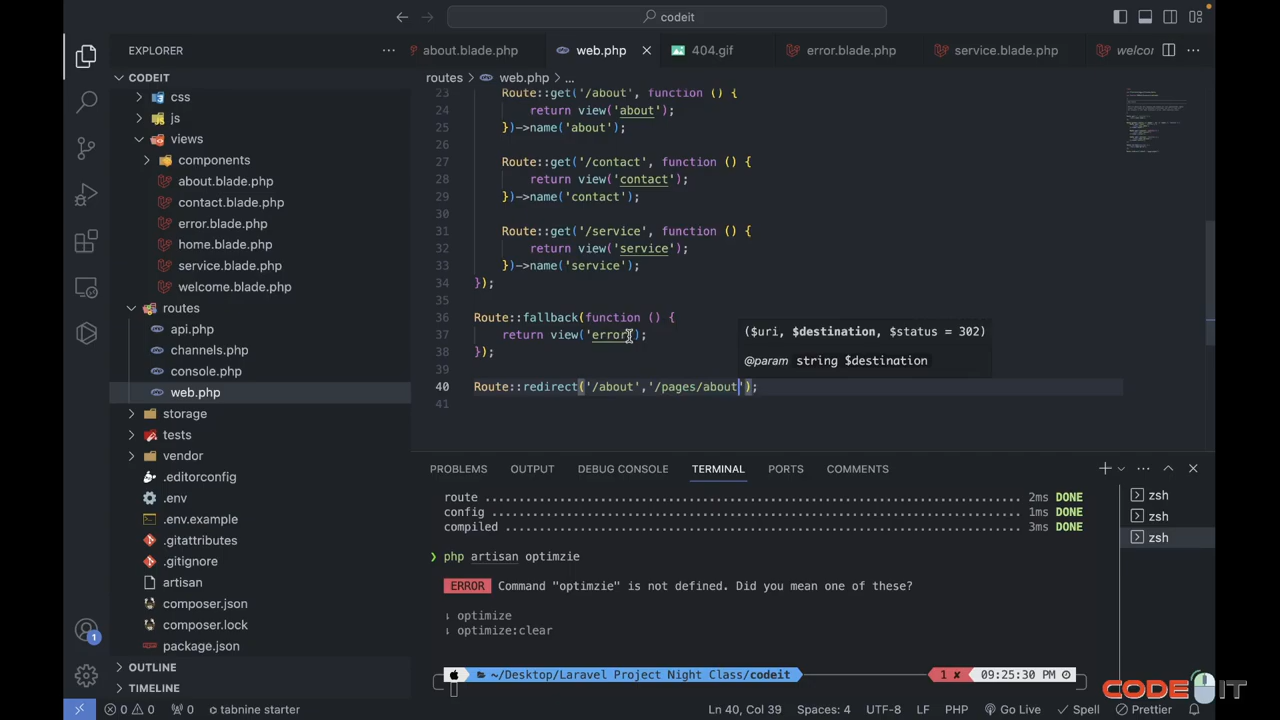 codeit
EXPLORER
about.blade.php
web.php
404.gif
error.blade.php
service.blade.php
welcor
CODEIT
css
js
views
components
about.blade.php
contact.blade.php
error.blade.php
home.blade.php
service.blade.php
welcome.blade.php
routes
api.php
channels.php
console.php
web.php
storage
tests
vendor
.editorconfig
.env
.env.example
.gitattributes
.gitignore
artisan
composer.json
composer.lock
package.json
OUTLINE
TIMELINE
routes > web.php > ...
23 Route::get('/about', function () {
24 return view('about');
25 })->name('about');
26
27 Route::get('/contact', function () {
28 return view('contact');
29 })->name('contact');
30
31 Route::get('/service', function () {
32 return view('service');
33 })->name('service');
34 });
35
36 Route::fallback(function () {
37 return view('error');
38 });
39
40 Route::redirect('/about','/pages/about');
41
($uri, $destination, $status = 302)
@param string $destination
PROBLEMS OUTPUT DEBUG CONSOLE TERMINAL PORTS COMMENTS
route ........ 2ms DONE
config ........ 1ms DONE
compiled ........ 3ms DONE
❯ php artisan optimzie
ERROR Command "optimzie" is not defined. Did you mean one of these?
⇂ optimize
⇂ optimize:clear
~/Desktop/Laravel Project Night Class/codeit
1 ✘ 09:25:30 PM
zsh
zsh
zsh
1
CODE IT
0 0 0 tabnine starter Ln 40, Col 39 Spaces: 4 UTF-8 LF PHP Go Live Spell Prettier